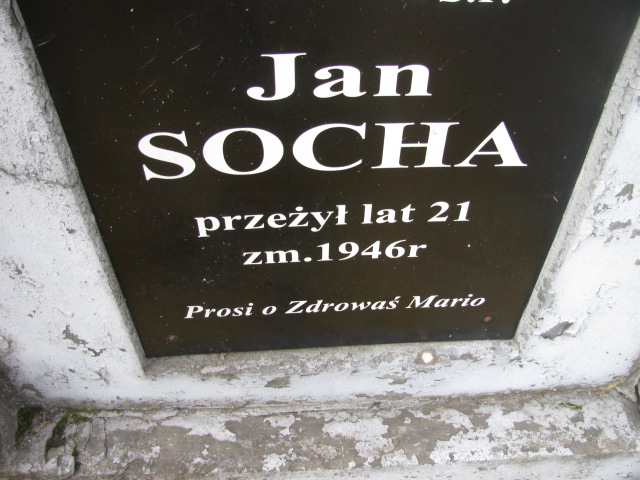 Ś.P.
Jan
SOCHA
przeżył lat 21
zm.1946r
Prosi o Zdrowaś Mario